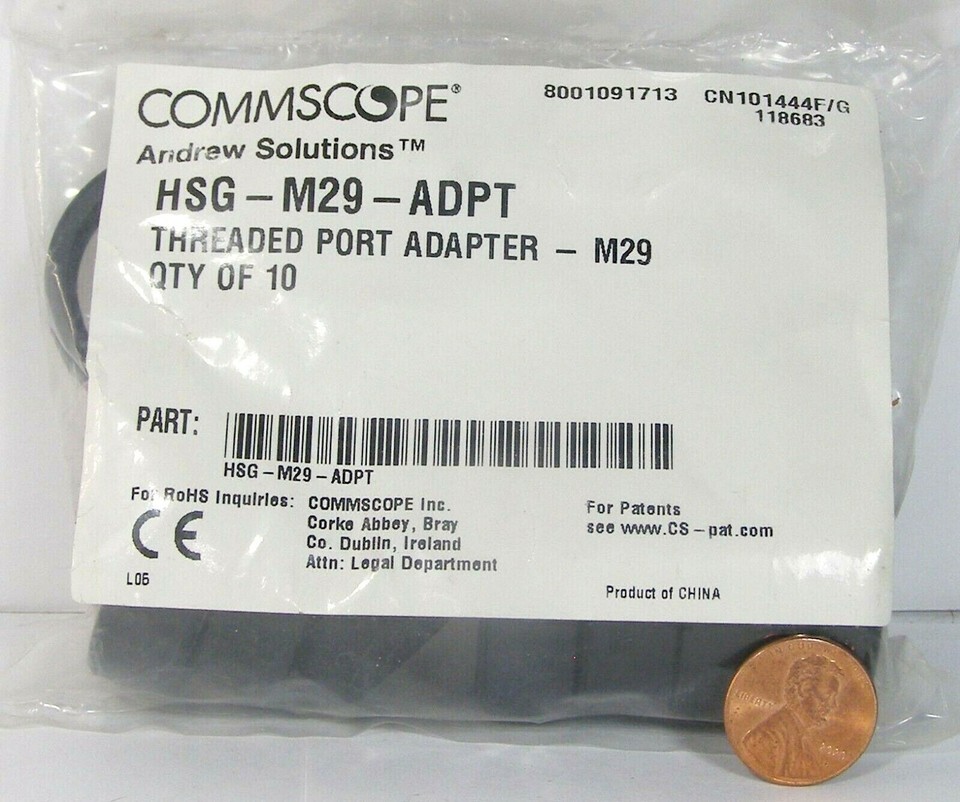 COMMSCOPE®
8001091713 CN101444F/G
118683
Andrew Solutions™
HSG-M29-ADPT
THREADED PORT ADAPTER - M29
QTY OF 10
PART:
HSG-M29-ADPT
For RoHS Inquiries: COMMSCOPE Inc.
Corke Abbey, Bray
Co. Dublin, Ireland
Attn: Legal Department
For Patents
see www.CS-pat.com
CE
L05
Product of CHINA
LIBERTY